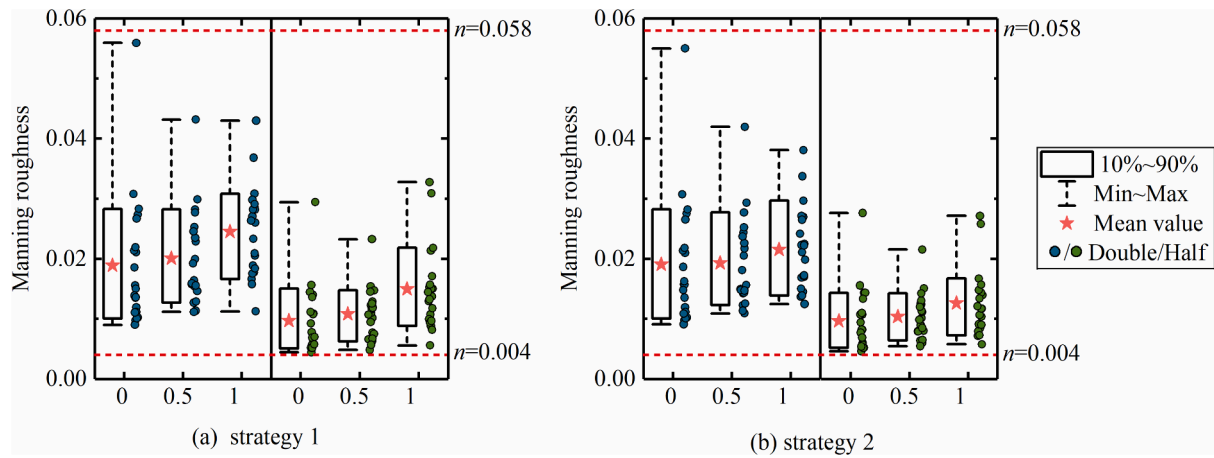 0.06
0.04
0.02
0.00
Manning roughness
n=0.058
n=0.004
0 0.5 1 0 0.5 1
(a) strategy 1
0.06
0.04
0.02
0.00
Manning roughness
n=0.058
n=0.004
0 0.5 1 0 0.5 1
(b) strategy 2
10%~90%
Min~Max
Mean value
/ Double/Half